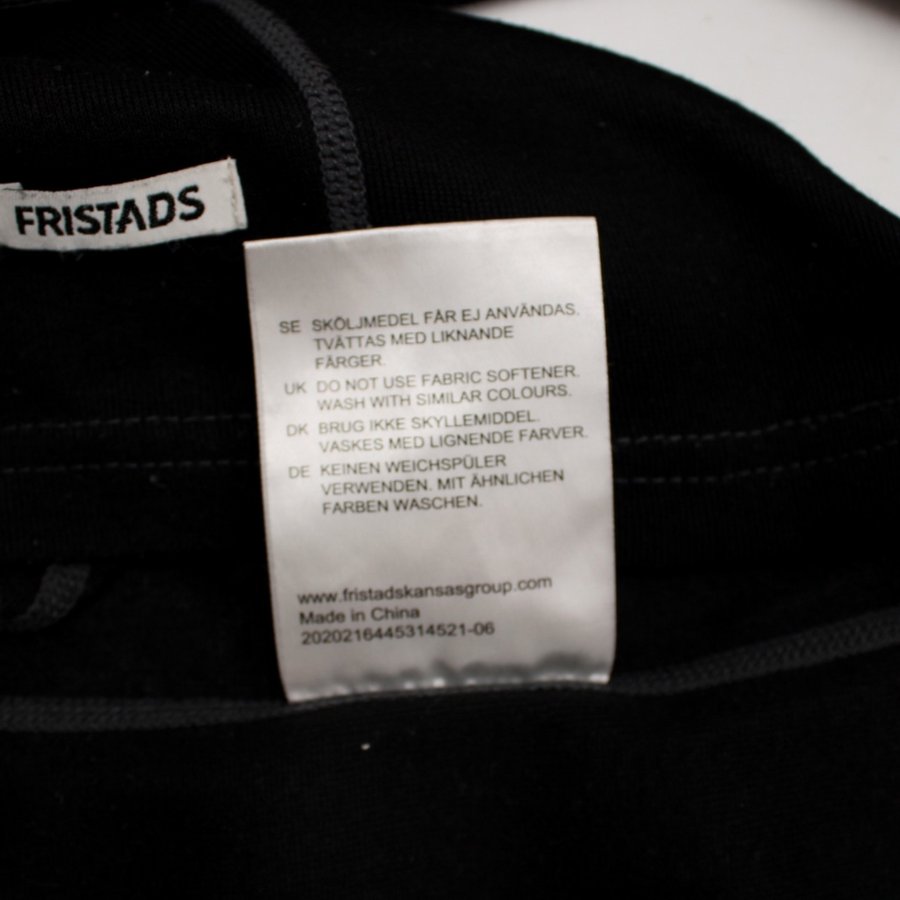 FRISTADS
SE SKÖLJMEDEL FÅR EJ ANVÄNDAS.
TVÄTTAS MED LIKNANDE
FÄRGER.
UK DO NOT USE FABRIC SOFTENER.
WASH WITH SIMILAR COLOURS.
DK BRUG IKKE SKYLLEMIDDEL.
VASKES MED LIGNENDE FARVER.
DE KEINEN WEICHSPÜLER
VERWENDEN. MIT ÄHNLICHEN
FARBEN WASCHEN.
www.fristadskansasgroup.com
Made in China
2020216445314521-06